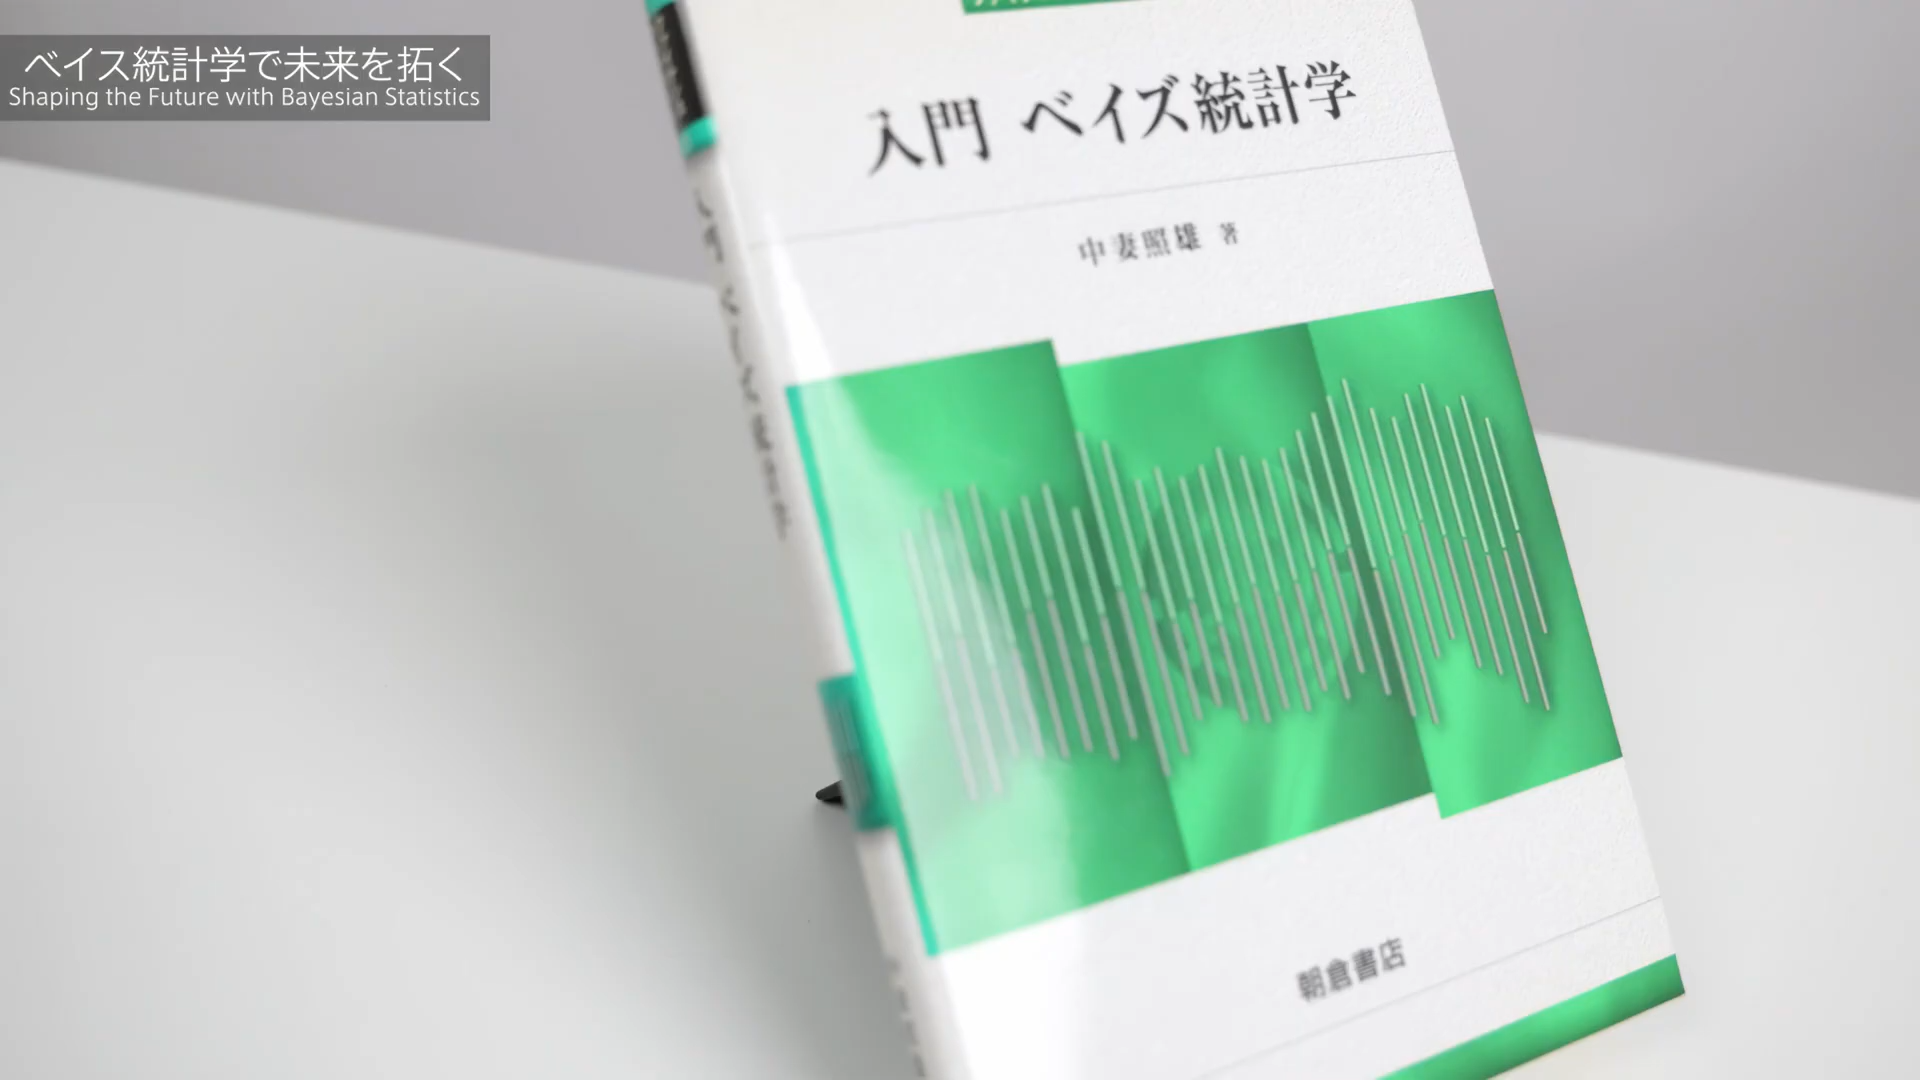 ベイス統計学で未来を拓く
Shaping the Future with Bayesian Statistics
入門 ベイズ統計学
中妻照雄 著
朝倉書店